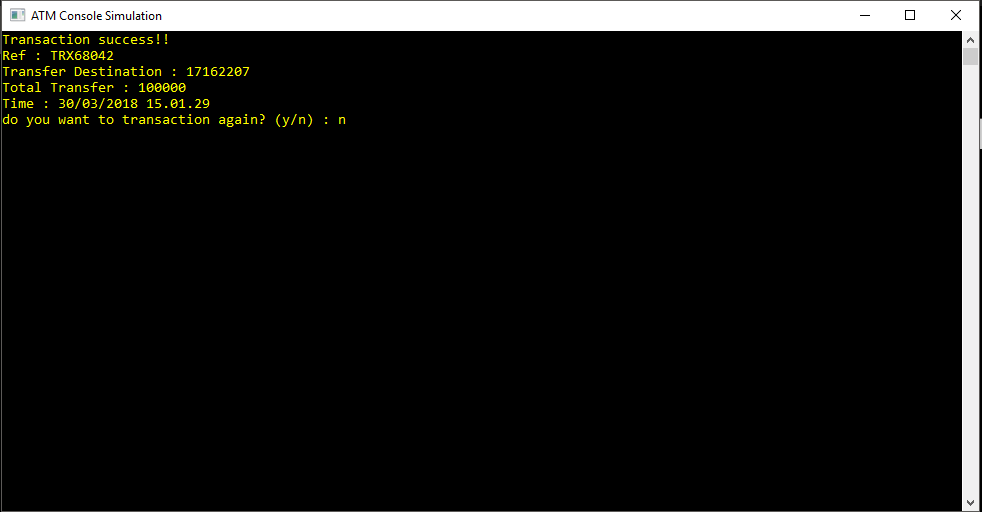 ATM Console Simulation
Transaction success!!
Ref : TRX68042
Transfer Destination : 17162207
Total Transfer : 100000
Time : 30/03/2018 15.01.29
do you want to transaction again? (y/n) : n